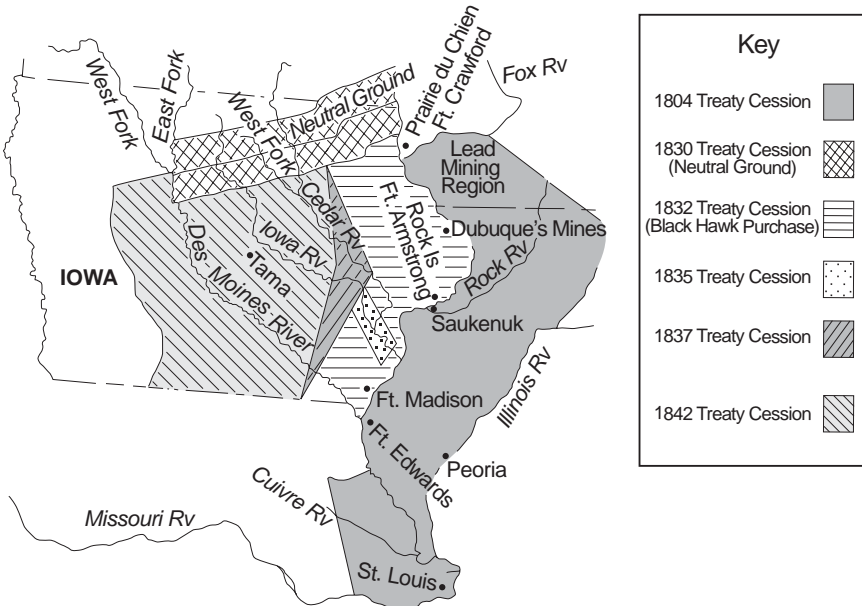 West Fork
East Fork
West Fork
Neutral Ground
Prairie du Chien
Ft. Crawford
Fox Rv
Lead
Mining
Region
Cedar Rv
Iowa Rv
Rock Is
Ft. Armstrong
Dubuque's Mines
Rock Rv
Tama
IOWA
Des Moines River
Saukenuk
Illinois Rv
Ft. Madison
Ft. Edwards
Peoria
Cuivre Rv
Missouri Rv
St. Louis
Key
1804 Treaty Cession
1830 Treaty Cession
(Neutral Ground)
1832 Treaty Cession
(Black Hawk Purchase)
1835 Treaty Cession
1837 Treaty Cession
1842 Treaty Cession